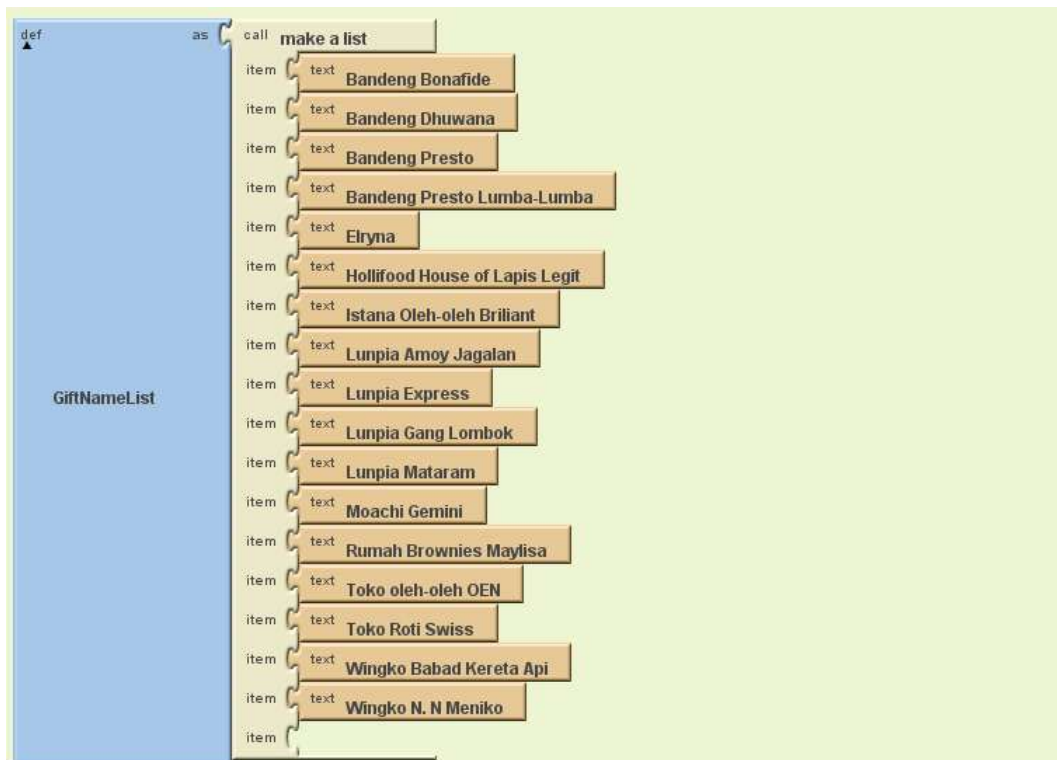 def as call make a list
item text Bandeng Bonafide
item text Bandeng Dhuwana
item text Bandeng Presto
item text Bandeng Presto Lumba-Lumba
item text Elryna
item text Hollifood House of Lapis Legit
item text Istana Oleh-oleh Briliant
item text Lunpia Amoy Jagalan
item text Lunpia Express
GiftNameList
item text Lunpia Gang Lombok
item text Lunpia Mataram
item text Moachi Gemini
item text Rumah Brownies Maylisa
item text Toko oleh-oleh OEN
item text Toko Roti Swiss
item text Wingko Babad Kereta Api
item text Wingko N. N Meniko
item